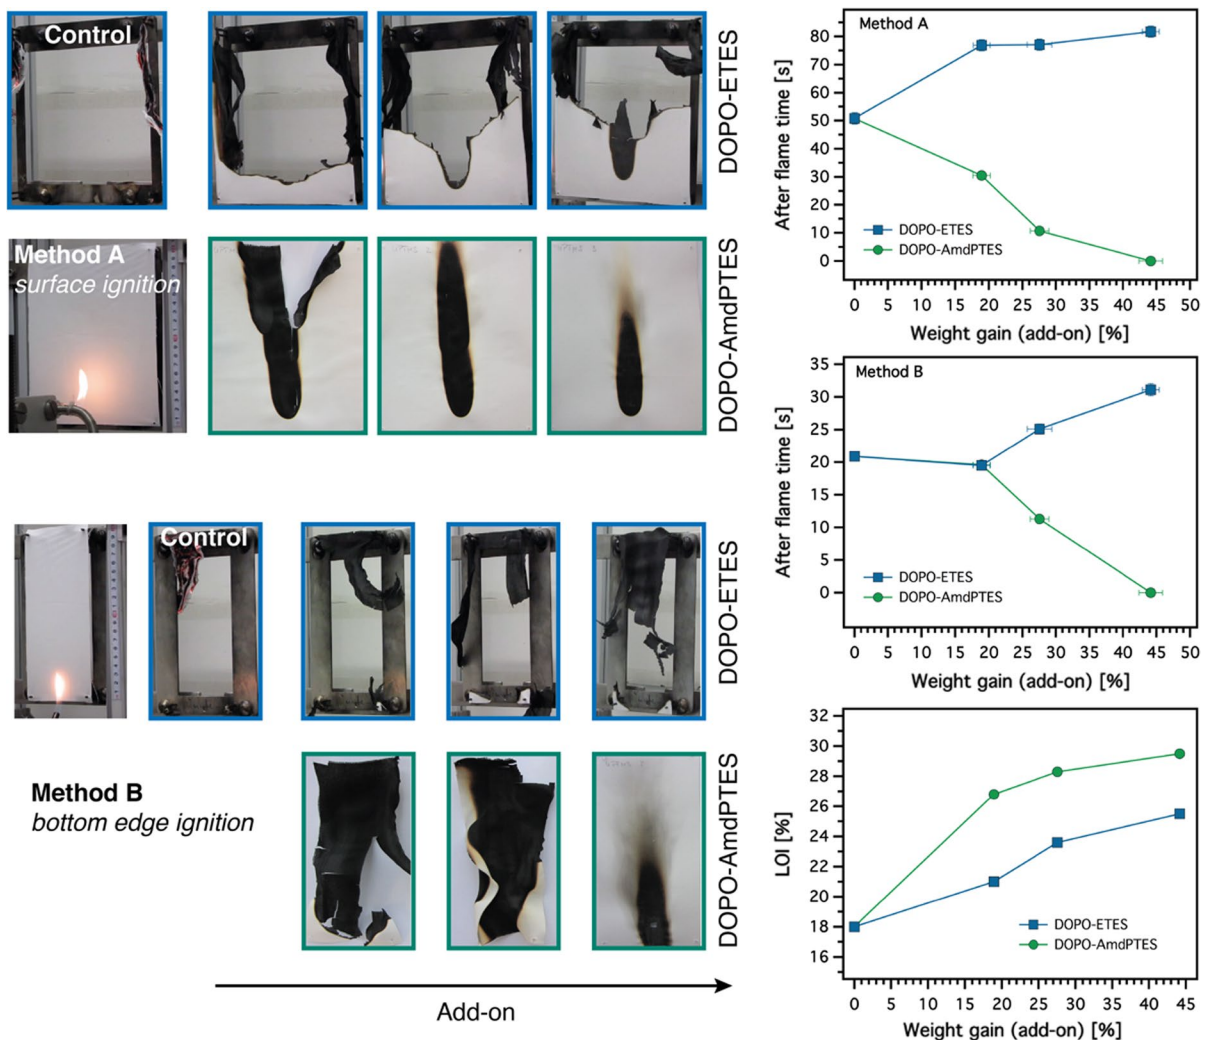 Control
DOPO-ETES
Method A
surface ignition
DOPO-AmdPTES
Control
DOPO-ETES
Method B
bottom edge ignition
DOPO-AmdPTES
Add-on
Method A
After flame time [s]
80
70
60
50
40
30
20
10
0
DOPO-ETES
DOPO-AmdPTES
0 5 10 15 20 25 30 35 40 45 50
Weight gain (add-on) [%]
Method B
After flame time [s]
35
30
25
20
15
10
5
0
DOPO-ETES
DOPO-AmdPTES
0 5 10 15 20 25 30 35 40 45 50
Weight gain (add-on) [%]
LOI [%]
32
30
28
26
24
22
20
18
16
DOPO-ETES
DOPO-AmdPTES
0 5 10 15 20 25 30 35 40 45
Weight gain (add-on) [%]